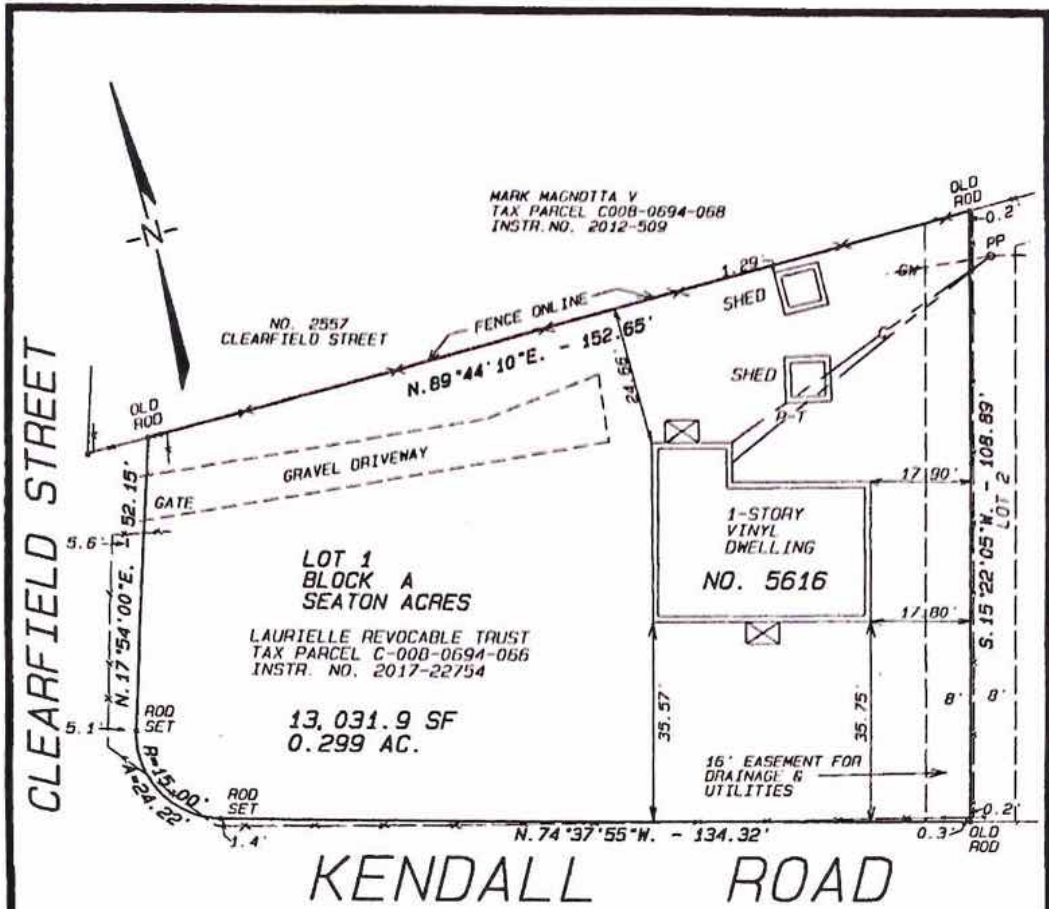 MARK MAGNOTTA V
TAX PARCEL C00B-0694-068
INSTR. NO. 2012-509
OLD
ROD
0.2'
PP
GW
-N-
NO. 2557
CLEARFIELD STREET
FENCE ONLINE
1.29'
SHED
N.89°44'10"E. - 152.65'
24.66'
SHED
P-T
OLD
ROD
GRAVEL DRIVEWAY
GATE
CLEARFIELD STREET
N.17°54'00"E. - 52.15'
5.6'
5.1'
17.90'
1-STORY
VINYL
DWELLING
NO. 5616
17.80'
S.15°22'05"W. - 108.89'
LOT 2
LOT 1
BLOCK A
SEATON ACRES
LAURIELLE REVOCABLE TRUST
TAX PARCEL C-00B-0694-066
INSTR. NO. 2017-22754
13,031.9 SF
0.299 AC.
35.57'
35.75'
8'
8'
16' EASEMENT FOR
DRAINAGE &
UTILITIES
ROD
SET
R=15.00'
A=24.22'
ROD
SET
1.4'
N.74°37'55"W. - 134.32'
0.2'
0.3'
OLD
ROD
KENDALL ROAD